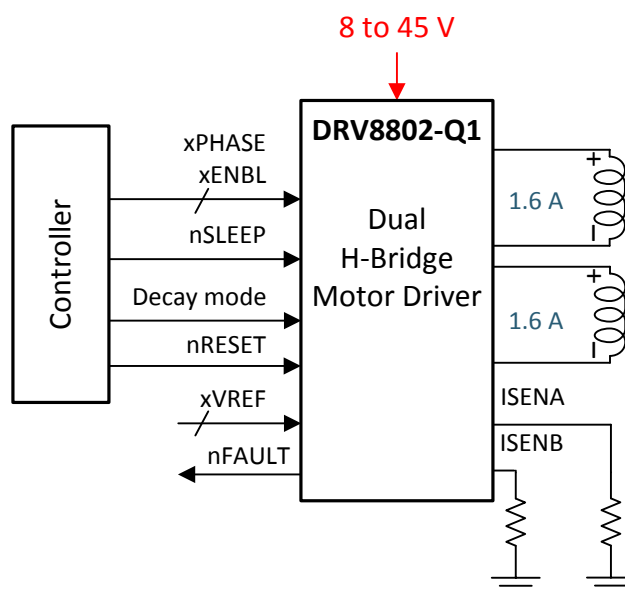 8 to 45 V
DRV8802-Q1
Dual
H-Bridge
Motor Driver
Controller
xPHASE
xENBL
nSLEEP
Decay mode
nRESET
xVREF
nFAULT
+
1.6 A
–
+
1.6 A
–
ISENA
ISENB